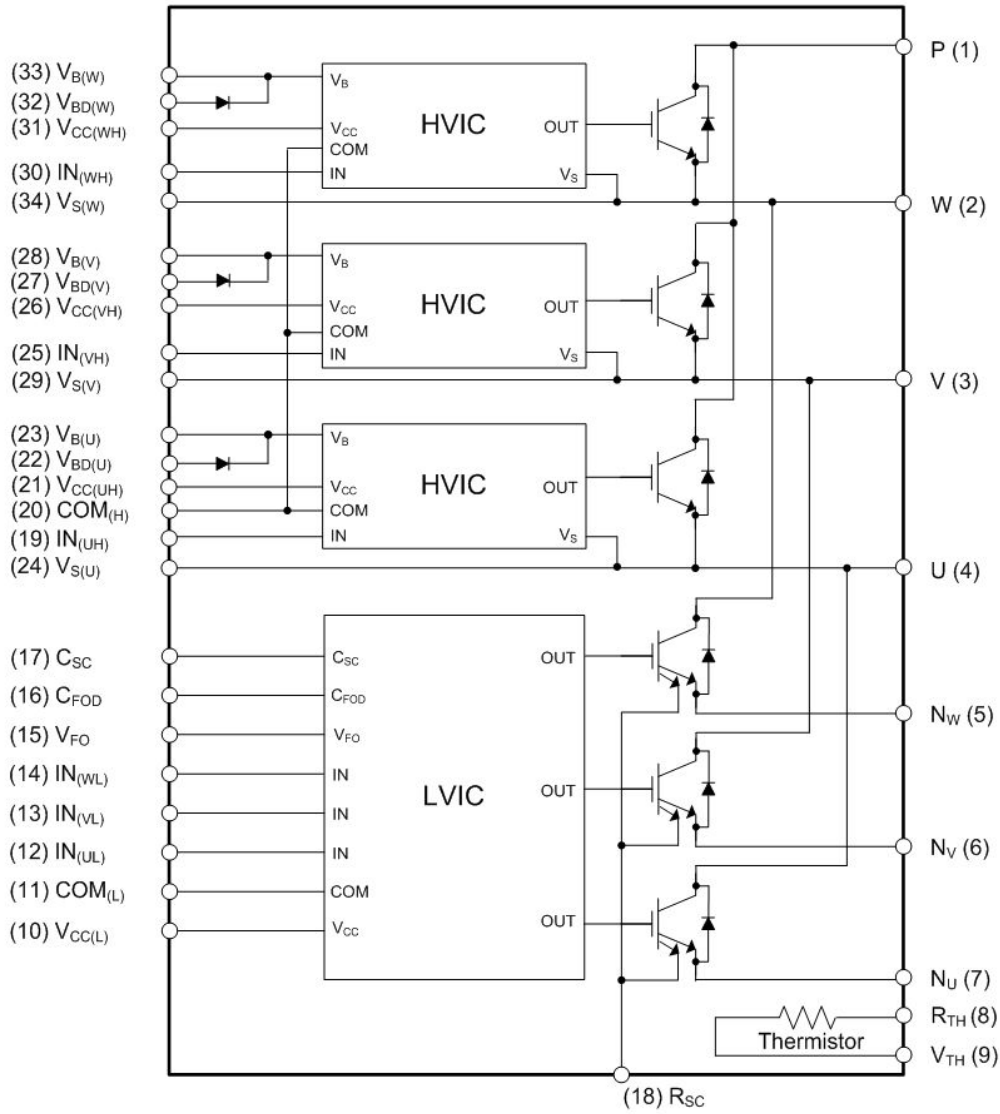 (33) VB(W)
(32) VBD(W)
(31) VCC(WH)
(30) IN(WH)
(34) VS(W)
VB
VCC
COM
IN
HVIC
OUT
VS
P (1)
W (2)
(28) VB(V)
(27) VBD(V)
(26) VCC(VH)
(25) IN(VH)
(29) VS(V)
VB
VCC
COM
IN
HVIC
OUT
VS
V (3)
(23) VB(U)
(22) VBD(U)
(21) VCC(UH)
(20) COM(H)
(19) IN(UH)
(24) VS(U)
VB
VCC
COM
IN
HVIC
OUT
VS
U (4)
(17) CSC
(16) CFOD
(15) VFO
(14) IN(WL)
(13) IN(VL)
(12) IN(UL)
(11) COM(L)
(10) VCC(L)
CSC
CFOD
VFO
IN
IN
IN
COM
VCC
LVIC
OUT
OUT
OUT
NW (5)
NV (6)
NU (7)
RTH (8)
Thermistor
VTH (9)
(18) RSC